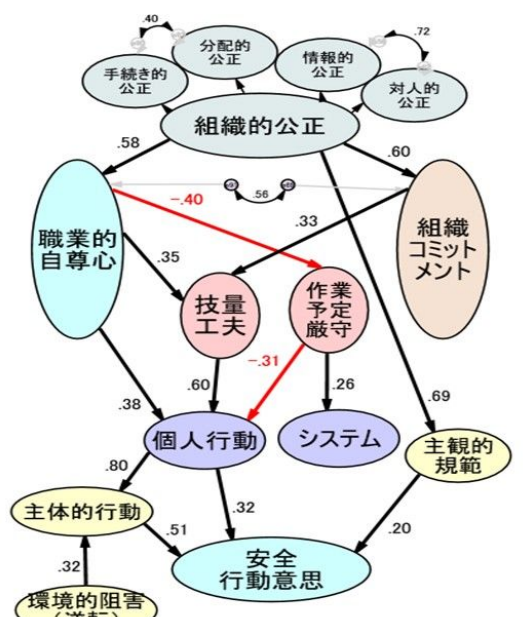 .40
.72
分配的
公正
情報的
公正
手続き的
公正
対人的
公正
組織的公正
.58
.60
-.40
.56
.33
職業的
自尊心
組織
コミット
メント
.35
技量
工夫
作業
予定
厳守
-.31
.60
.26
.69
.38
個人行動
システム
主観的
規範
.80
.32
主体的行動
.51
.20
安全
行動意思
.32
環境的阻害
(逆転)